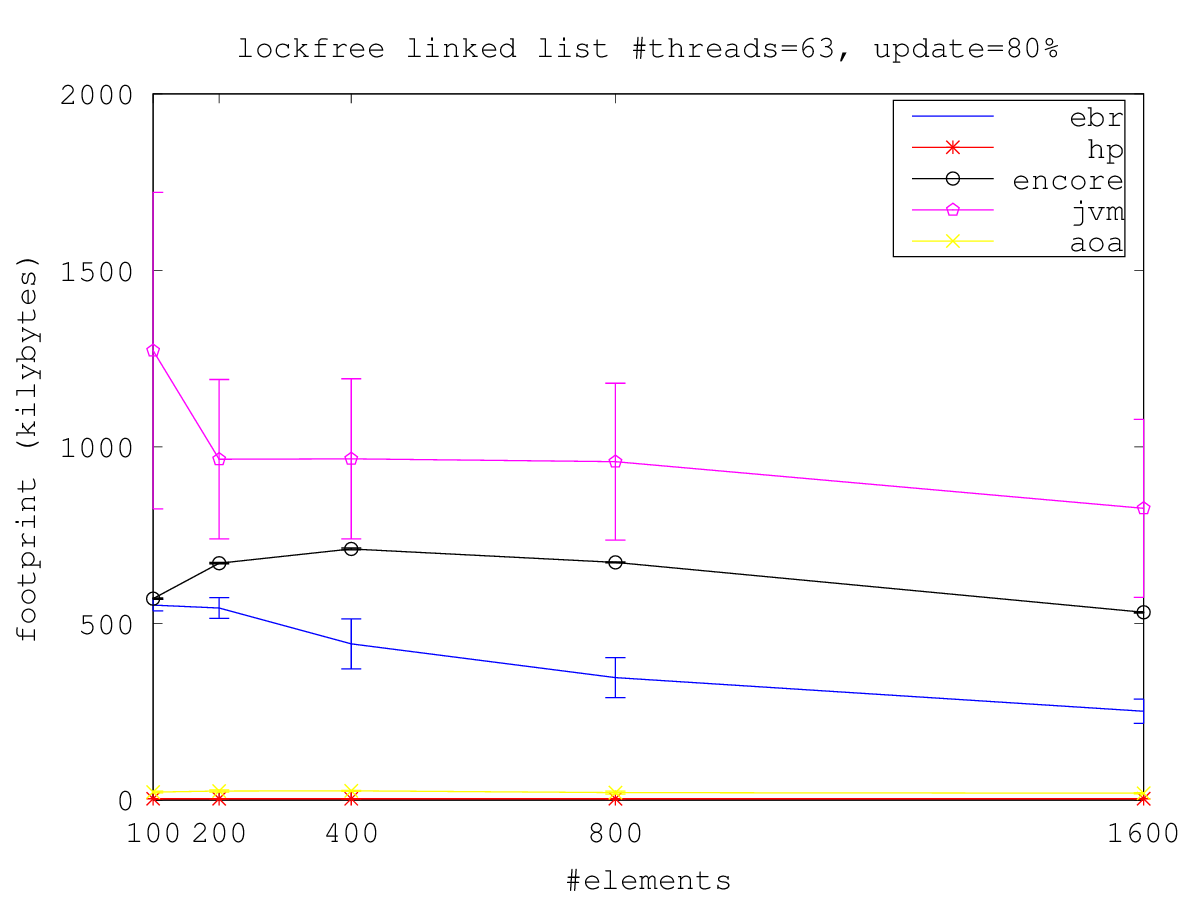 lockfree linked list #threads=63, update=80%
2000
1500
1000
500
0
footprint (kilybytes)
ebr
hp
encore
jvm
aoa
100 200 400 800 1600
#elements